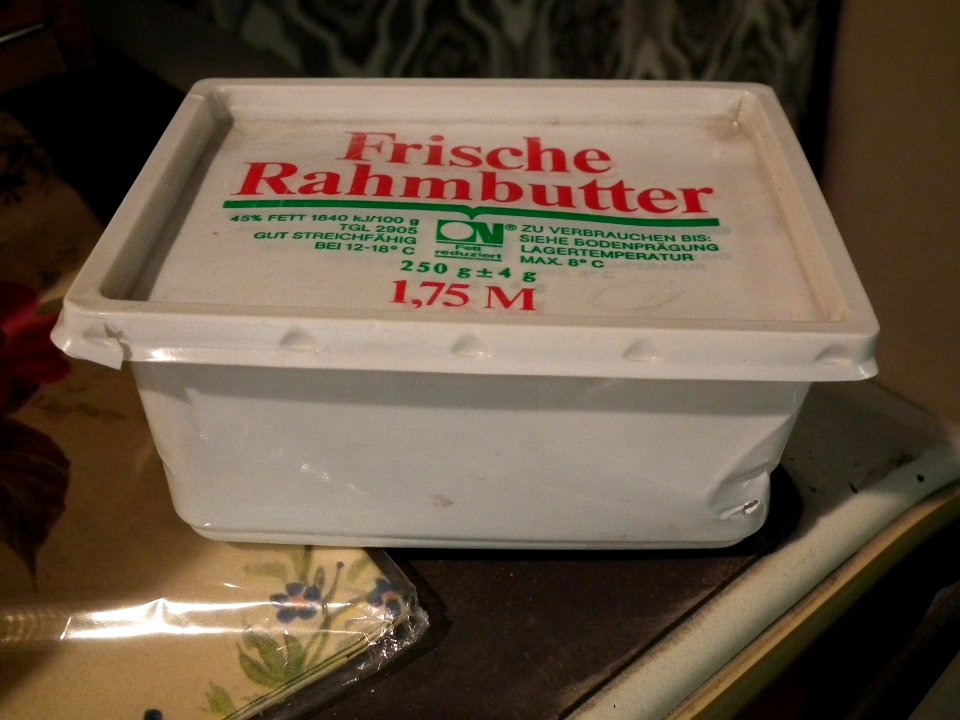 Frische
Rahmbutter
45% FETT 1840 kJ/100 g
TGL 2905
GUT STREICHFÄHIG
BEI 12-18° C
ON®
Fett
reduziert
ZU VERBRAUCHEN BIS:
SIEHE BODENPRÄGUNG
LAGERTEMPERATUR
MAX. 8° C
250 g ± 4 g
1,75 M